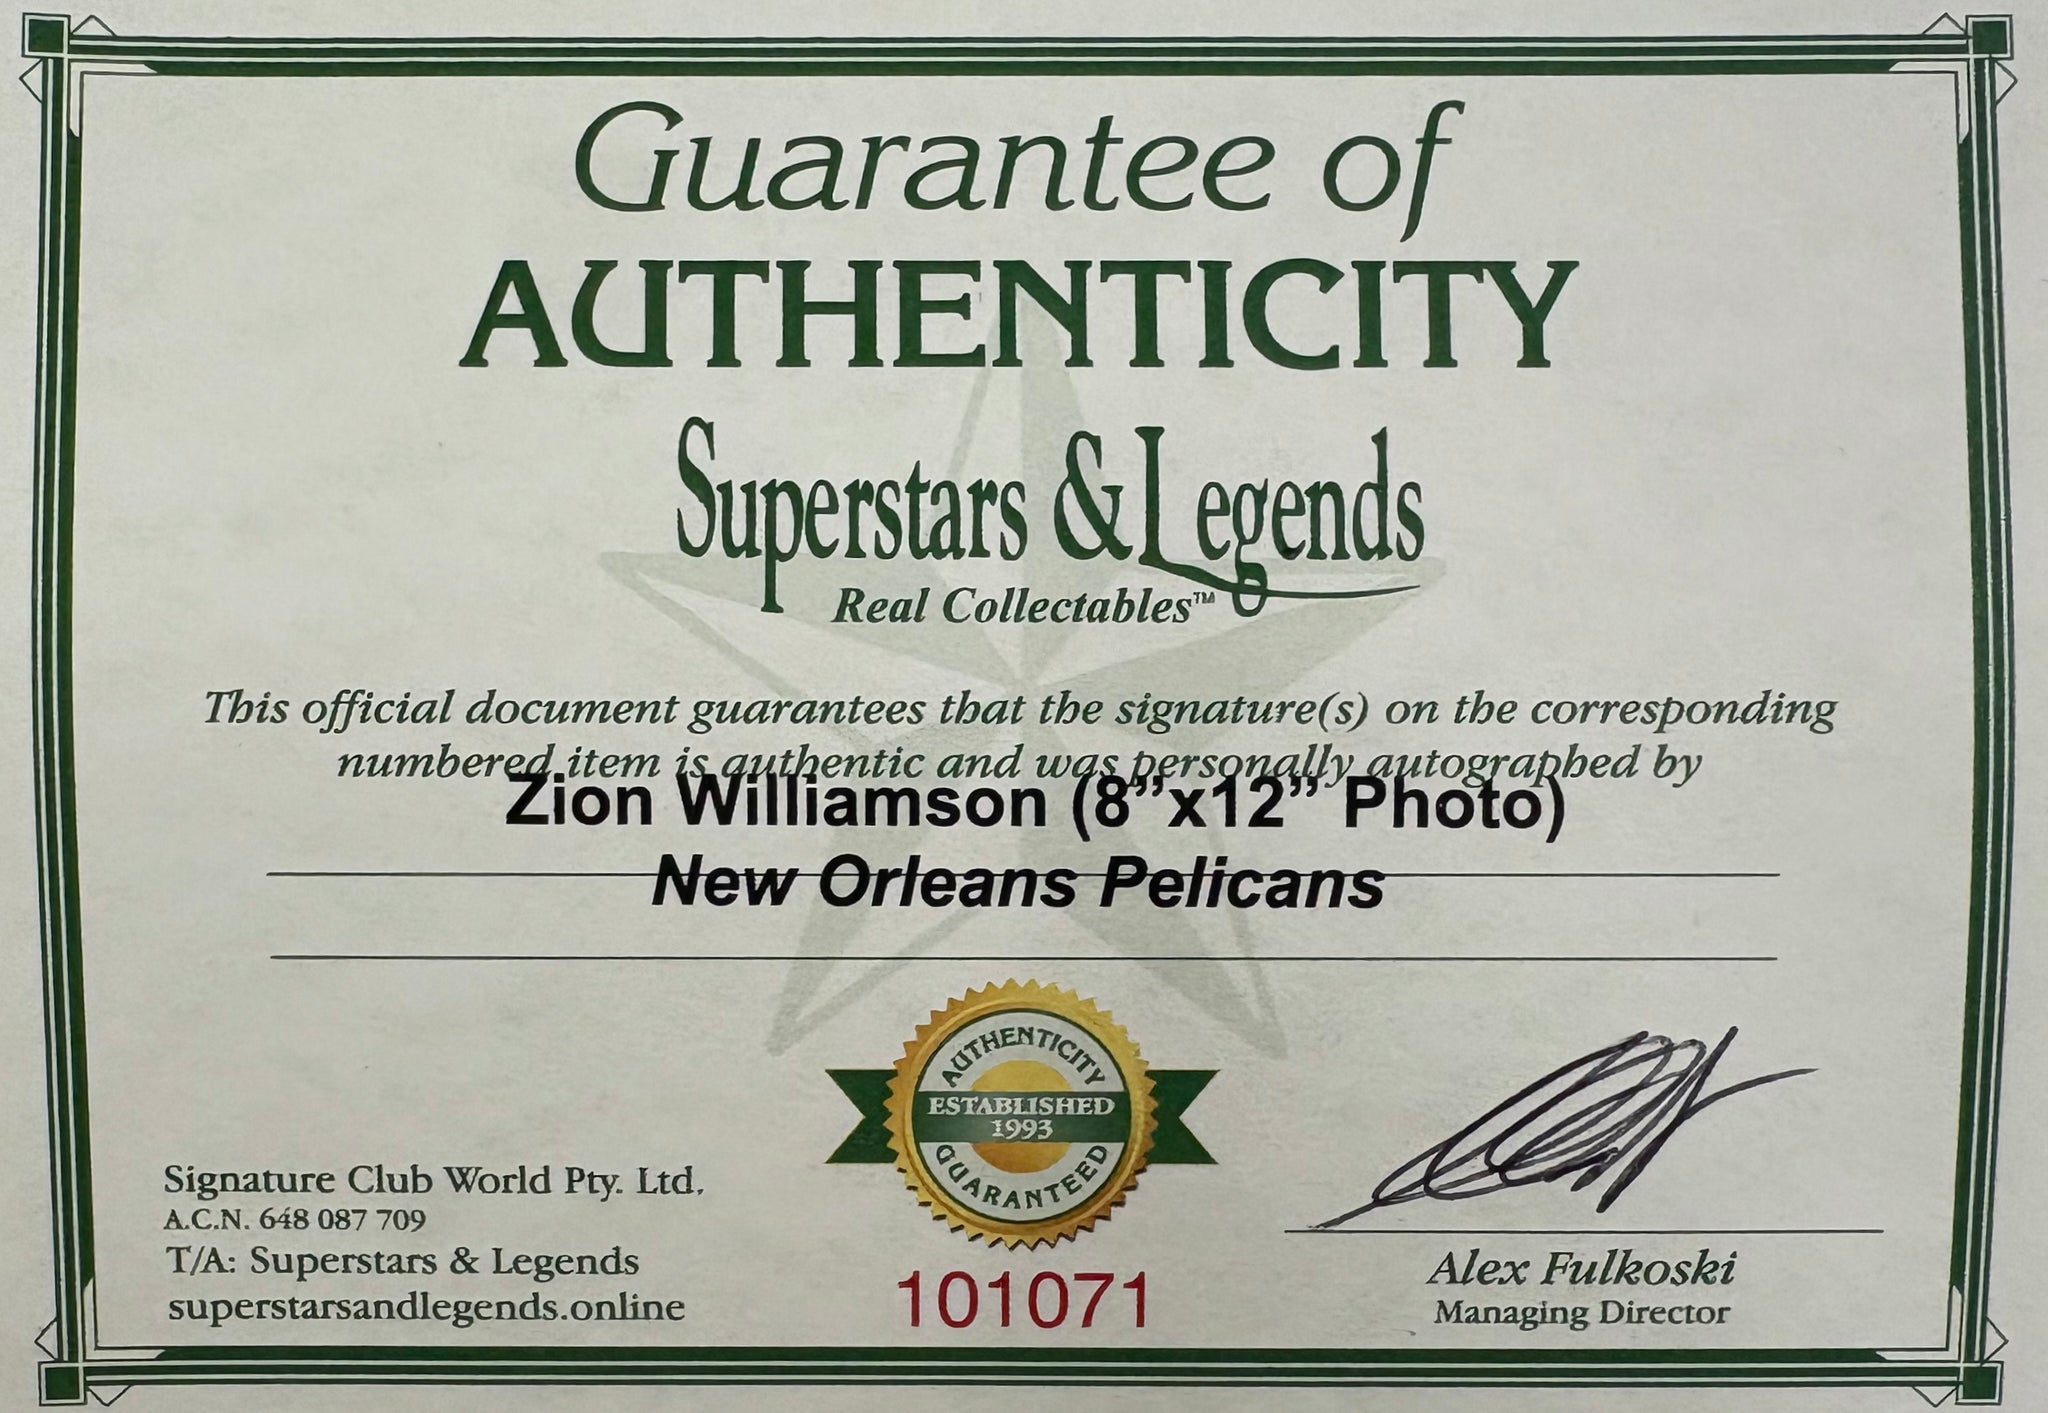 Guarantee of
AUTHENTICITY
Superstars & Legends
Real Collectables™
This official document guarantees that the signature(s) on the corresponding
numbered item is authentic and was personally autographed by
Zion Williamson (8”x12” Photo)
New Orleans Pelicans
AUTHENTICITY
ESTABLISHED
1993
GUARANTEED
Signature Club World Pty. Ltd.
A.C.N. 648 087 709
T/A: Superstars & Legends
superstarsandlegends.online
101071
Alex Fulkoski
Managing Director